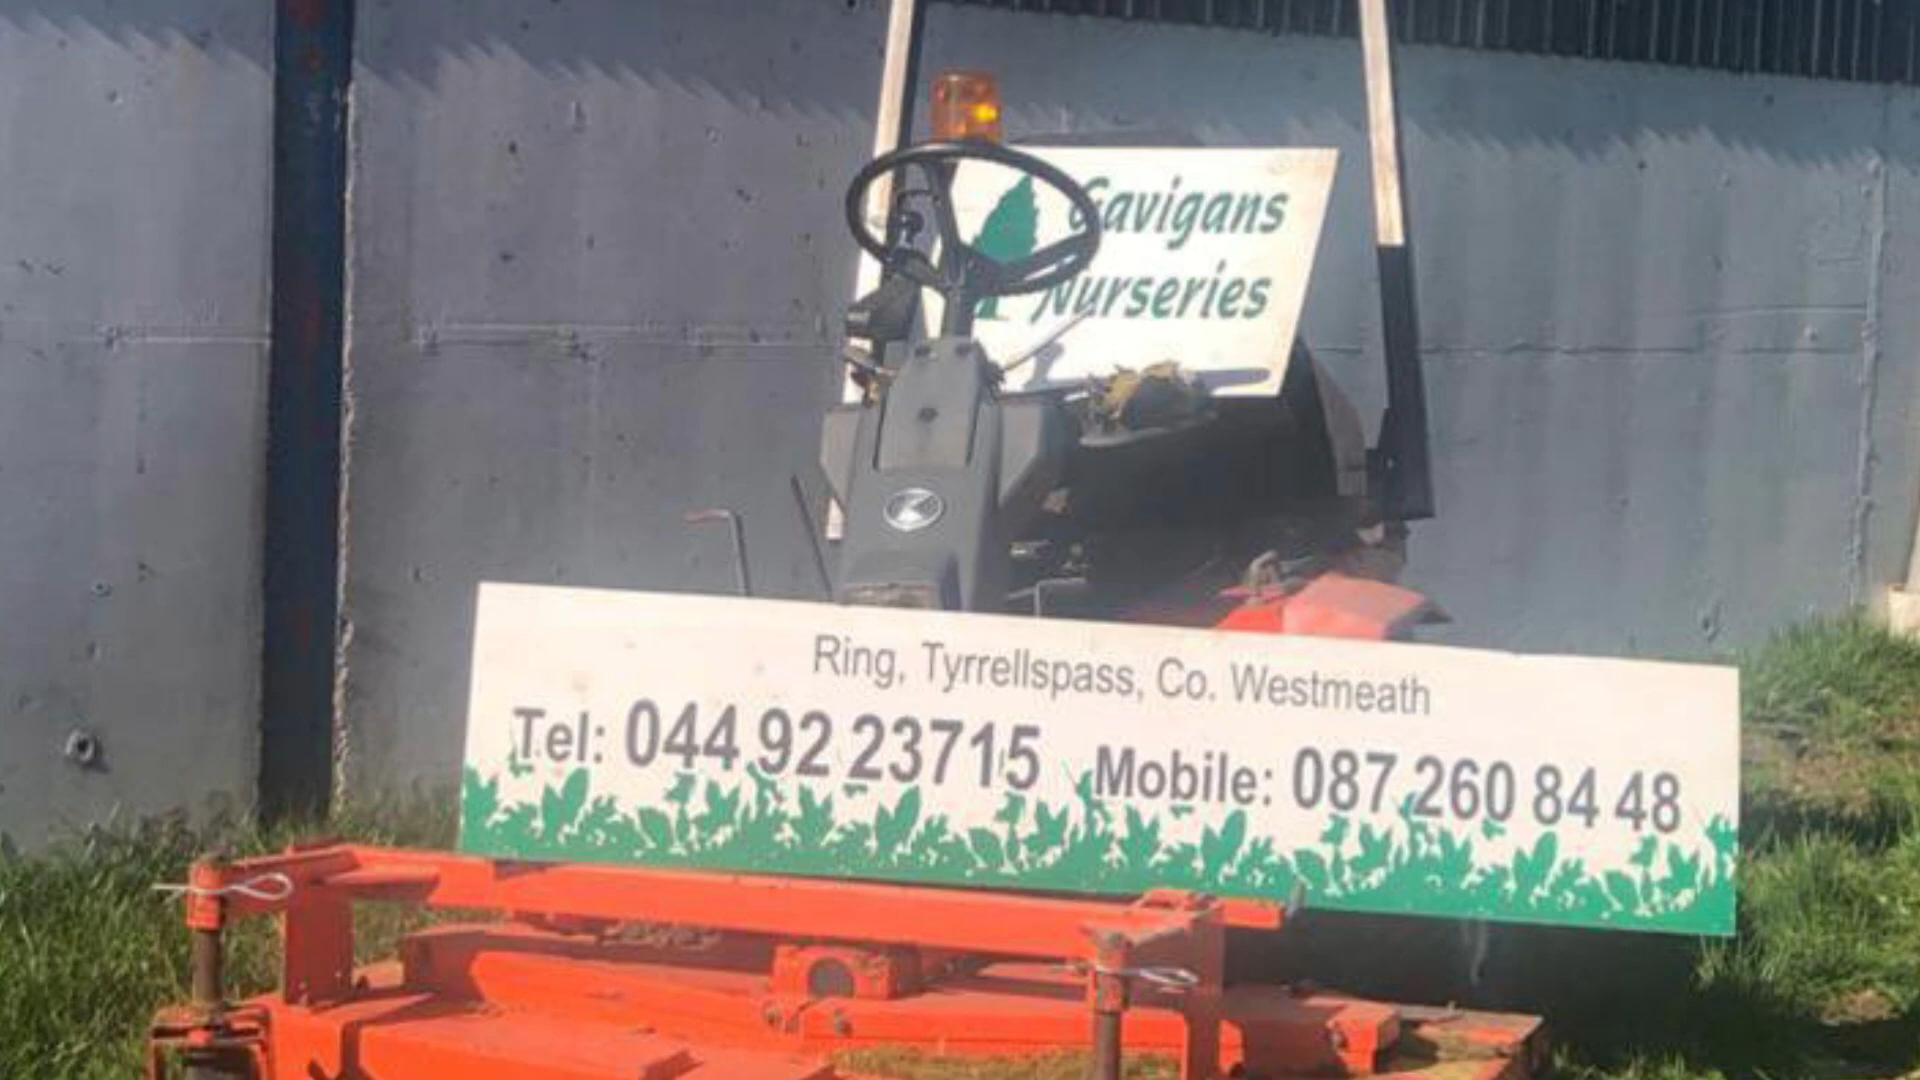 Gavigans
Nurseries
Ring, Tyrrellspass, Co. Westmeath
Tel: 044 92 23715 Mobile: 087 260 84 48